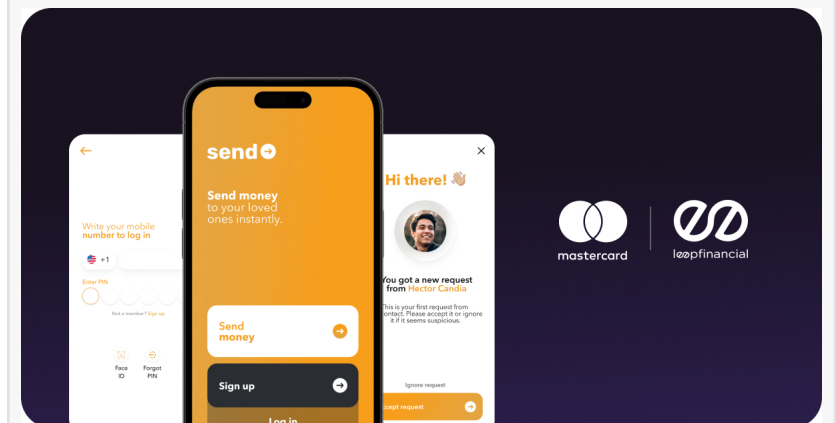 Write your mobile
number to log in
+1
Enter PIN
Not a member? Sign up
Face
ID
Forgot
PIN
send
Send money
to your loved
ones instantly.
Send
money
Sign up
Log in
Hi there! 👋🏼
You got a new request
from Hector Candia
This is your first request from
contact. Please accept it or ignore
it if it seems suspicious.
Ignore request
ccept request
mastercard
løøpfinancial